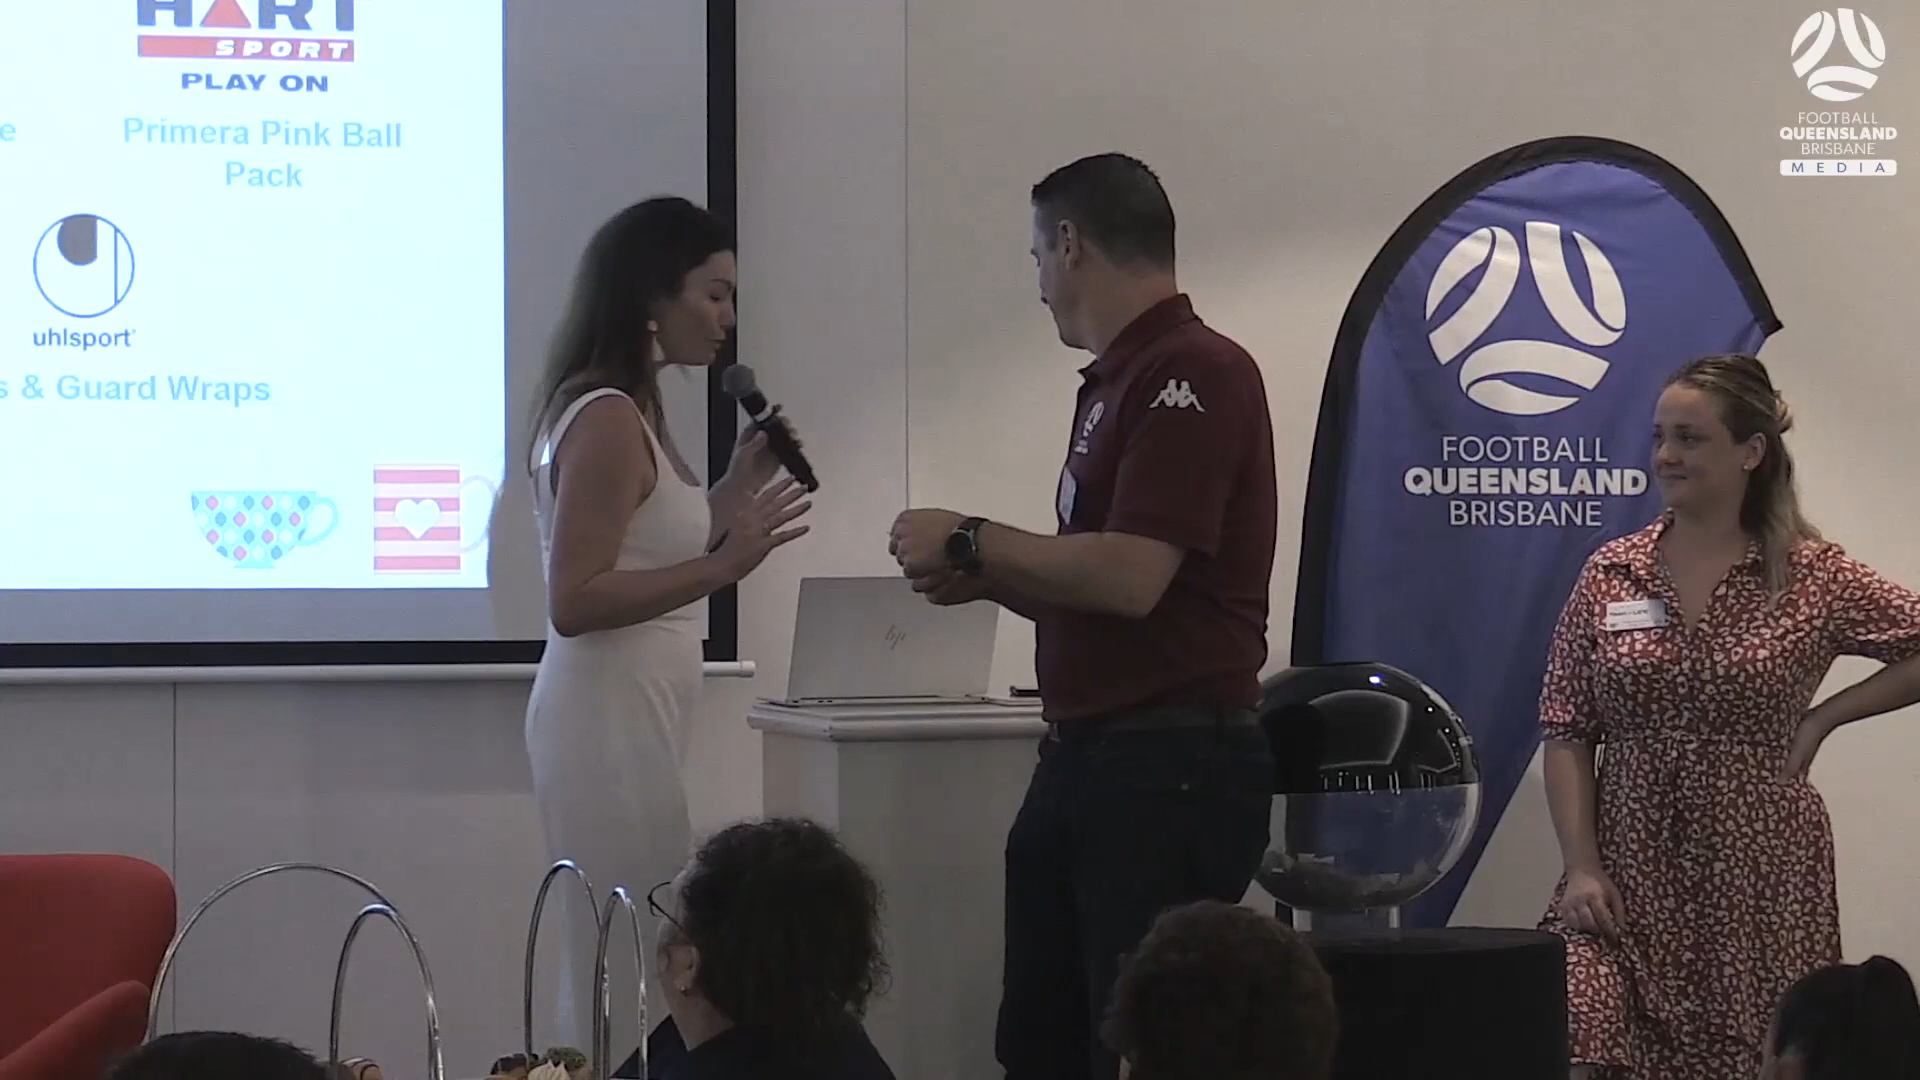 HART
SPORT
PLAY ON
e
Primera Pink Ball
Pack
uhlsport
s & Guard Wraps
hp
FOOTBALL
QUEENSLAND
BRISBANE
FOOTBALL
QUEENSLAND
BRISBANE
MEDIA